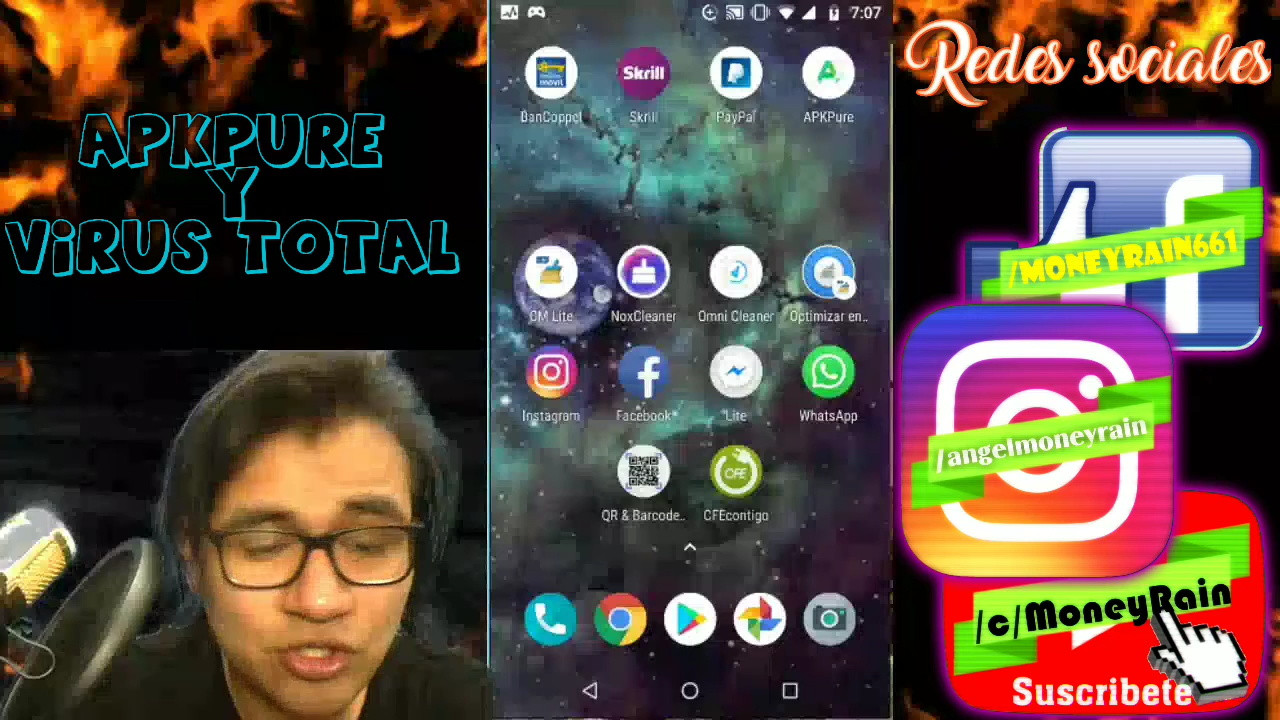 APKPURE
Y
VIRUS TOTAL
7:07
BanCoppel
Skrill
Skrill
PayPal
APKPure
CM Lite
NoxCleaner
Omni Cleaner
Optimizar en..
Instagram
Facebook
Lite
WhatsApp
QR & Barcode..
CFE
CFEcontigo
Redes sociales
/MONEYRAIN661
/angelmoneyrain
/c/MoneyRain
Suscribete